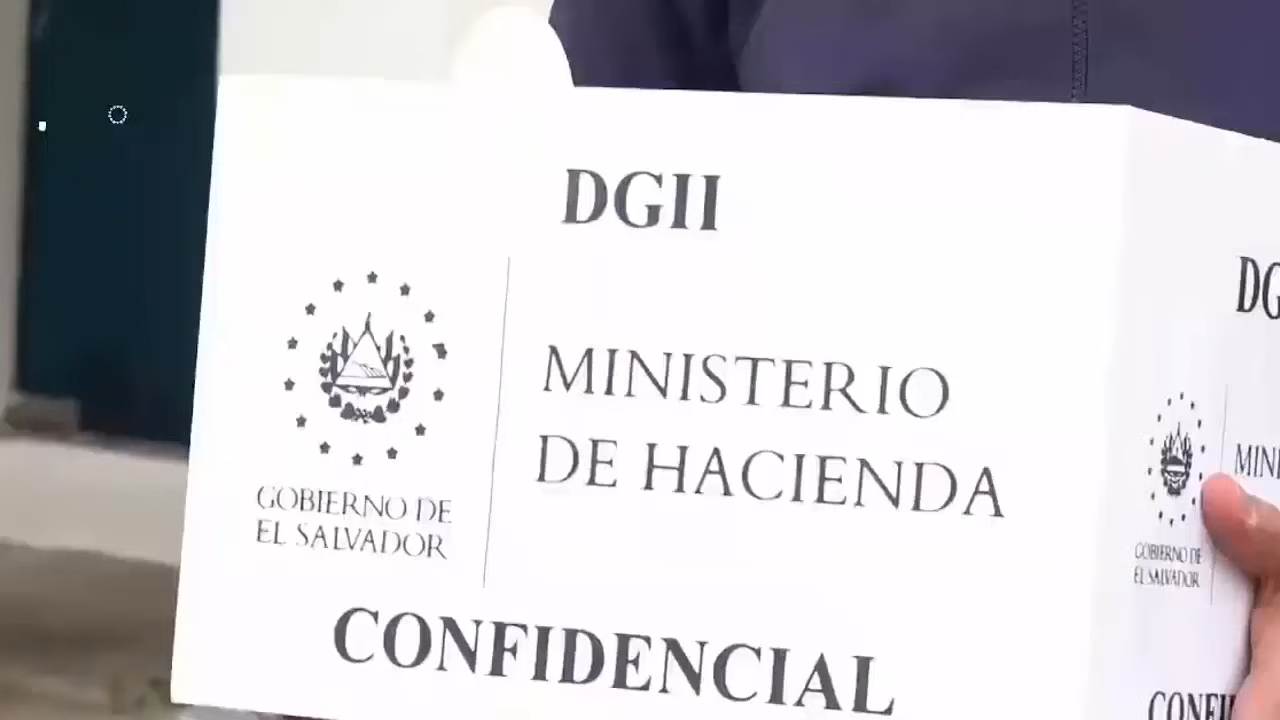 DGII
MINISTERIO
DE HACIENDA
GOBIERNO DE
EL SALVADOR
CONFIDENCIAL
GOBIERNO DE
EL SALVADOR